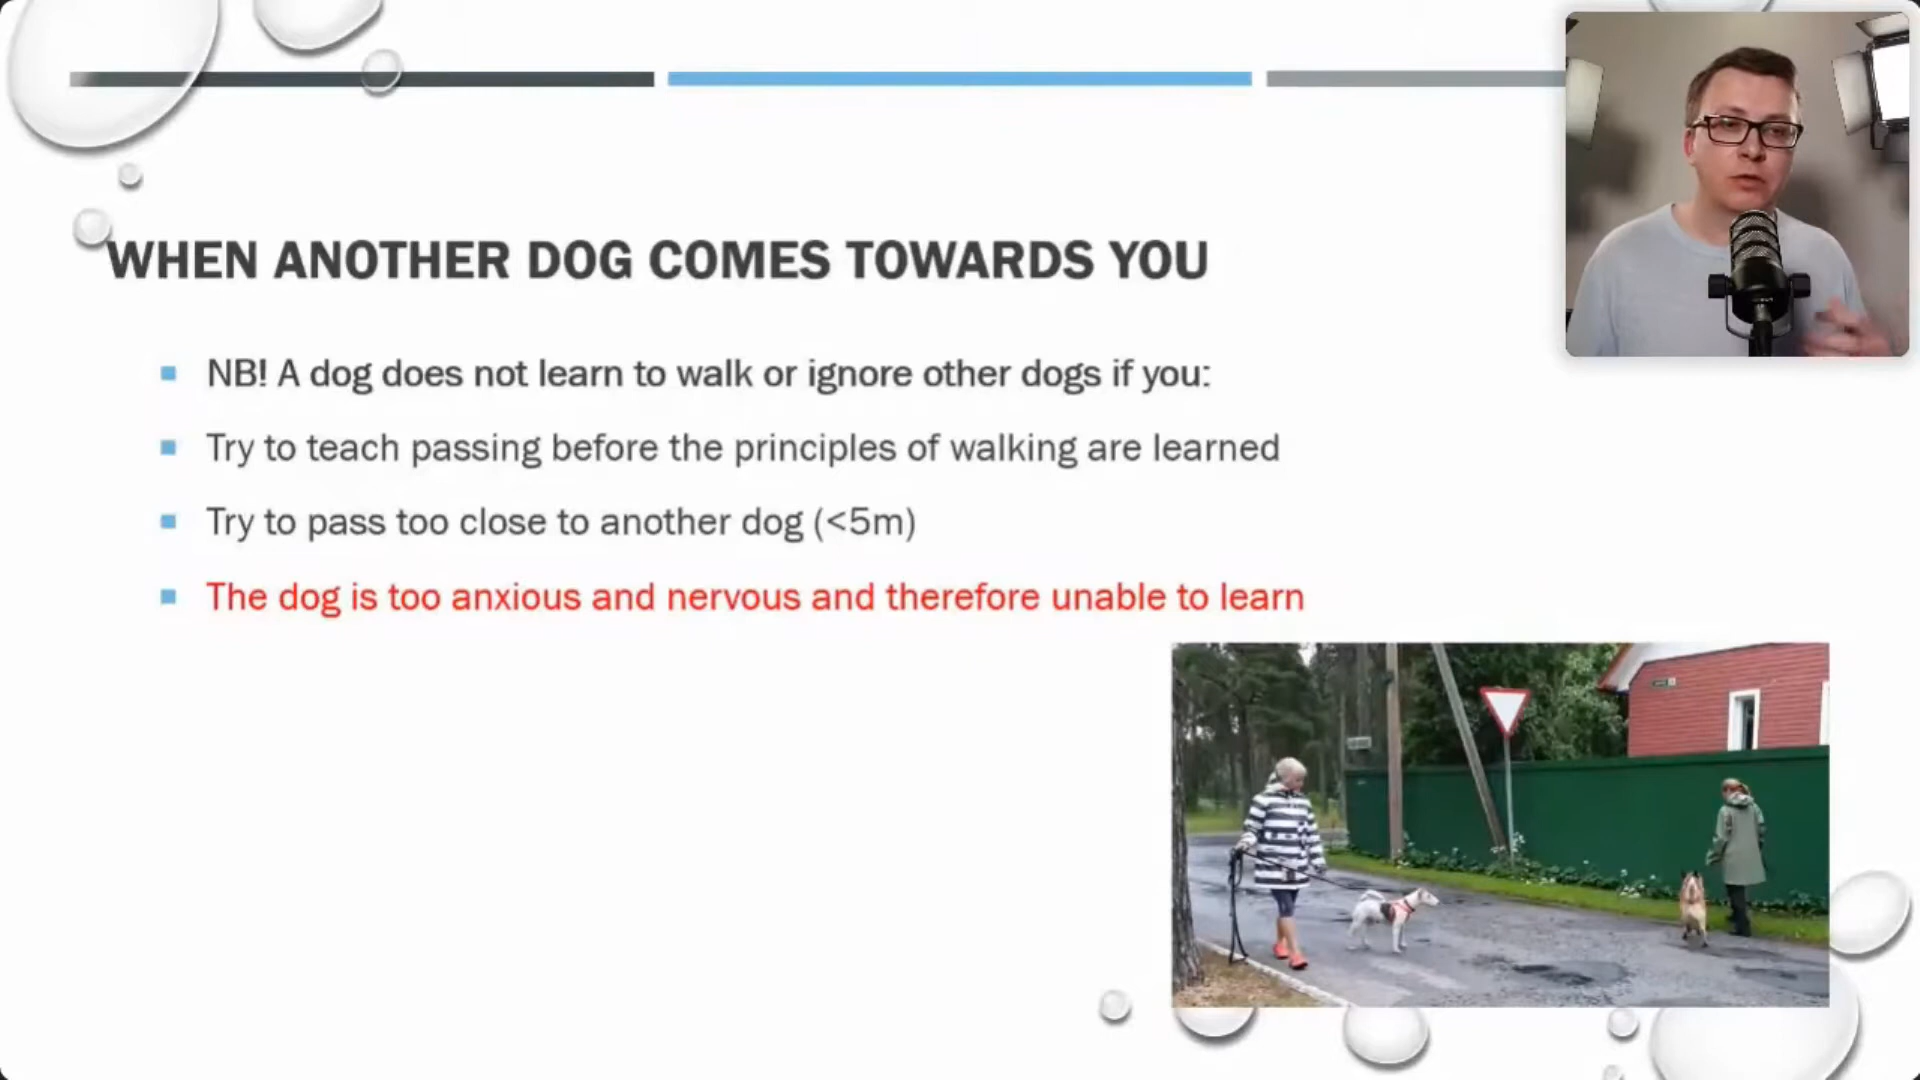 WHEN ANOTHER DOG COMES TOWARDS YOU
NB! A dog does not learn to walk or ignore other dogs if you:
Try to teach passing before the principles of walking are learned
Try to pass too close to another dog (<5m)
The dog is too anxious and nervous and therefore unable to learn